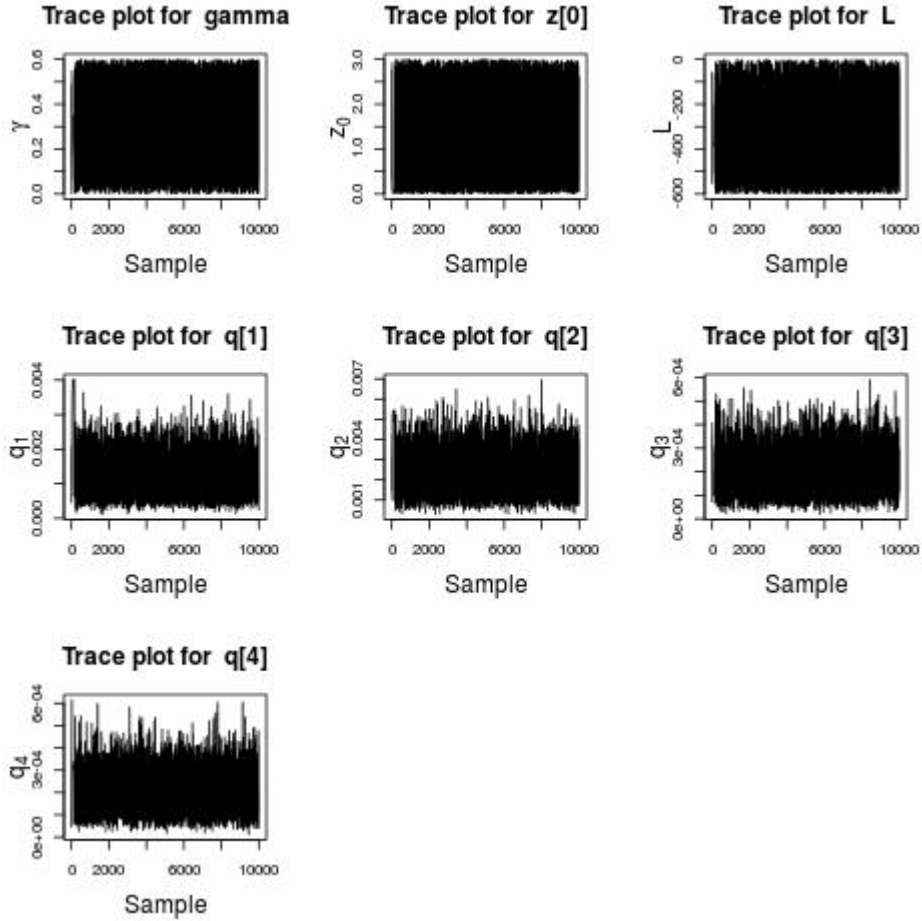 Trace plot for gamma
γ
0.0 0.2 0.4 0.6
0 2000 6000 10000
Sample
Trace plot for z[0]
z0
0.0 1.0 2.0 3.0
0 2000 6000 10000
Sample
Trace plot for L
L
-600 -400 -200 0
0 2000 6000 10000
Sample
Trace plot for q[1]
q1
0.000 0.002 0.004
0 2000 6000 10000
Sample
Trace plot for q[2]
q2
0.001 0.004 0.007
0 2000 6000 10000
Sample
Trace plot for q[3]
q3
0e+00 3e-04 6e-04
0 2000 6000 10000
Sample
Trace plot for q[4]
q4
0e+00 3e-04 6e-04
0 2000 6000 10000
Sample